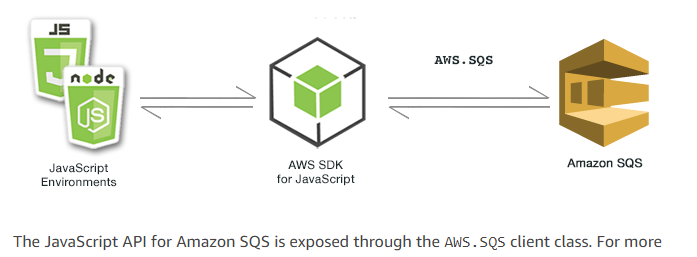 JS
node
JS
AWS.SQS
JavaScript
Environments
AWS SDK
for JavaScript
Amazon SQS
The JavaScript API for Amazon SQS is exposed through the AWS.SQS client class. For more